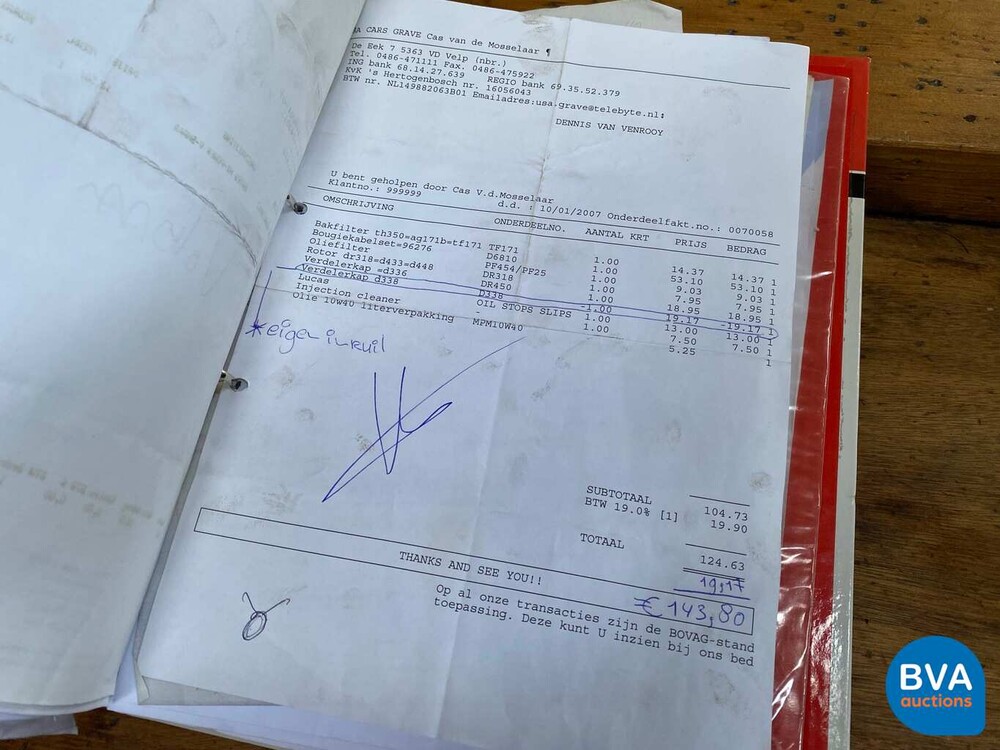 A CARS GRAVE Cas van de Mosselaar ¶
De Eek 7 5363 VD Velp (nbr.)
Tel. 0486-471111 Fax. 0486-475922
ING bank 68.14.27.639 REGIO bank 69.35.52.379
KvK 's Hertogenbosch nr. 16056043
BTW nr. NL149882063B01 Emailadres:usa.grave@telebyte.nl:
DENNIS VAN VENROOY
U bent geholpen door Cas V.d.Mosselaar
Klantno.: 999999 d.d. : 10/01/2007 Onderdeelfakt.no.: 0070058
OMSCHRIJVING ONDERDEELNO. AANTAL KRT PRIJS BEDRAG
Bakfilter th350=ag171b=tf171 TF171 1.00 14.37 14.37 1
Bougiekabelset=96276 D6810 1.00 53.10 53.10 1
Oliefilter PF454/PF25 1.00 9.03 9.03 1
Rotor dr318=d433=d448 DR318 1.00 7.95 7.95 1
Verdelerkap =d336 DR450 1.00 18.95 18.95 1
Verdelerkap d338 D338 -1.00 19.17 -19.17 1
Lucas OIL STOPS SLIPS 1.00 13.00 13.00 1
Injection cleaner - 1.00 7.50 7.50 1
Olie 10w40 literverpakking MPM10W40 5.25 1
*eigen inruil
SUBTOTAAL 104.73
BTW 19.0% [1] 19.90
TOTAAL 124.63
19,17
€ 143,80
THANKS AND SEE YOU!!
Op al onze transacties zijn de BOVAG-stand
toepassing. Deze kunt U inzien bij ons bed
BVA
auctions